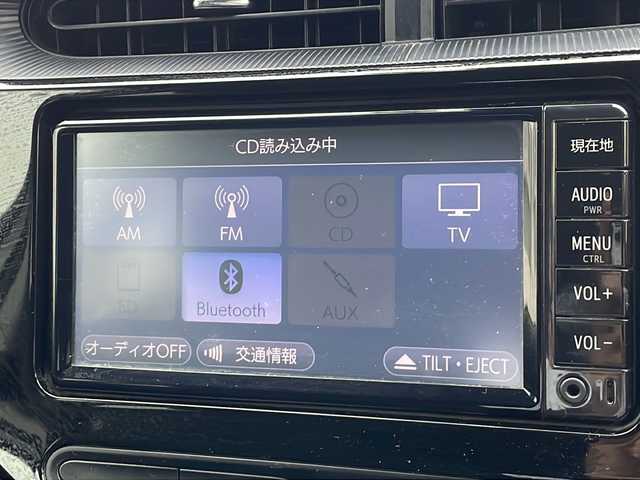 CD読み込み中
AM
FM
CD
TV
SD
Bluetooth
AUX
オーディオOFF
交通情報
TILT・EJECT
現在地
AUDIO
PWR
MENU
CTRL
VOL+
VOL-